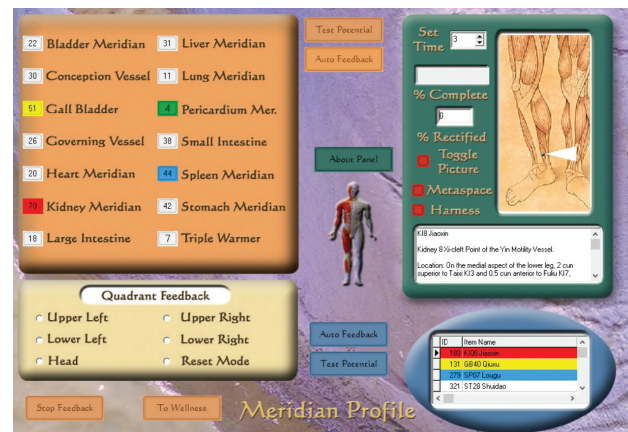 22 Bladder Meridian
31 Liver Meridian
30 Conception Vessel
11 Lung Meridian
51 Gall Bladder
4 Pericardium Mer.
26 Governing Vessel
38 Small Intestine
20 Heart Meridian
44 Spleen Meridian
70 Kidney Meridian
42 Stomach Meridian
18 Large Intestine
7 Triple Warmer
Test Potential
Auto Feedback
About Panel
Set
Time
3
% Complete
0
% Rectified
Toggle
Picture
Metaspace
Harness
KI8 Jiaoxin
Kidney 8 Xi-cleft Point of the Yin Motility Vessel.
Location: On the medial aspect of the lower leg, 2 cun
superior to Taixi KI3 and 0.5 cun anterior to Fuliu KI7,
Quadrant Feedback
Upper Left
Upper Right
Lower Left
Lower Right
Head
Reset Mode
Auto Feedback
Test Potential
ID Item Name
180 KI08 Jiaoxin
131 GB40 Qiuxu
279 SP07 Lougu
321 ST28 Shuidao
Stop Feedback
To Wellness
Meridian Profile